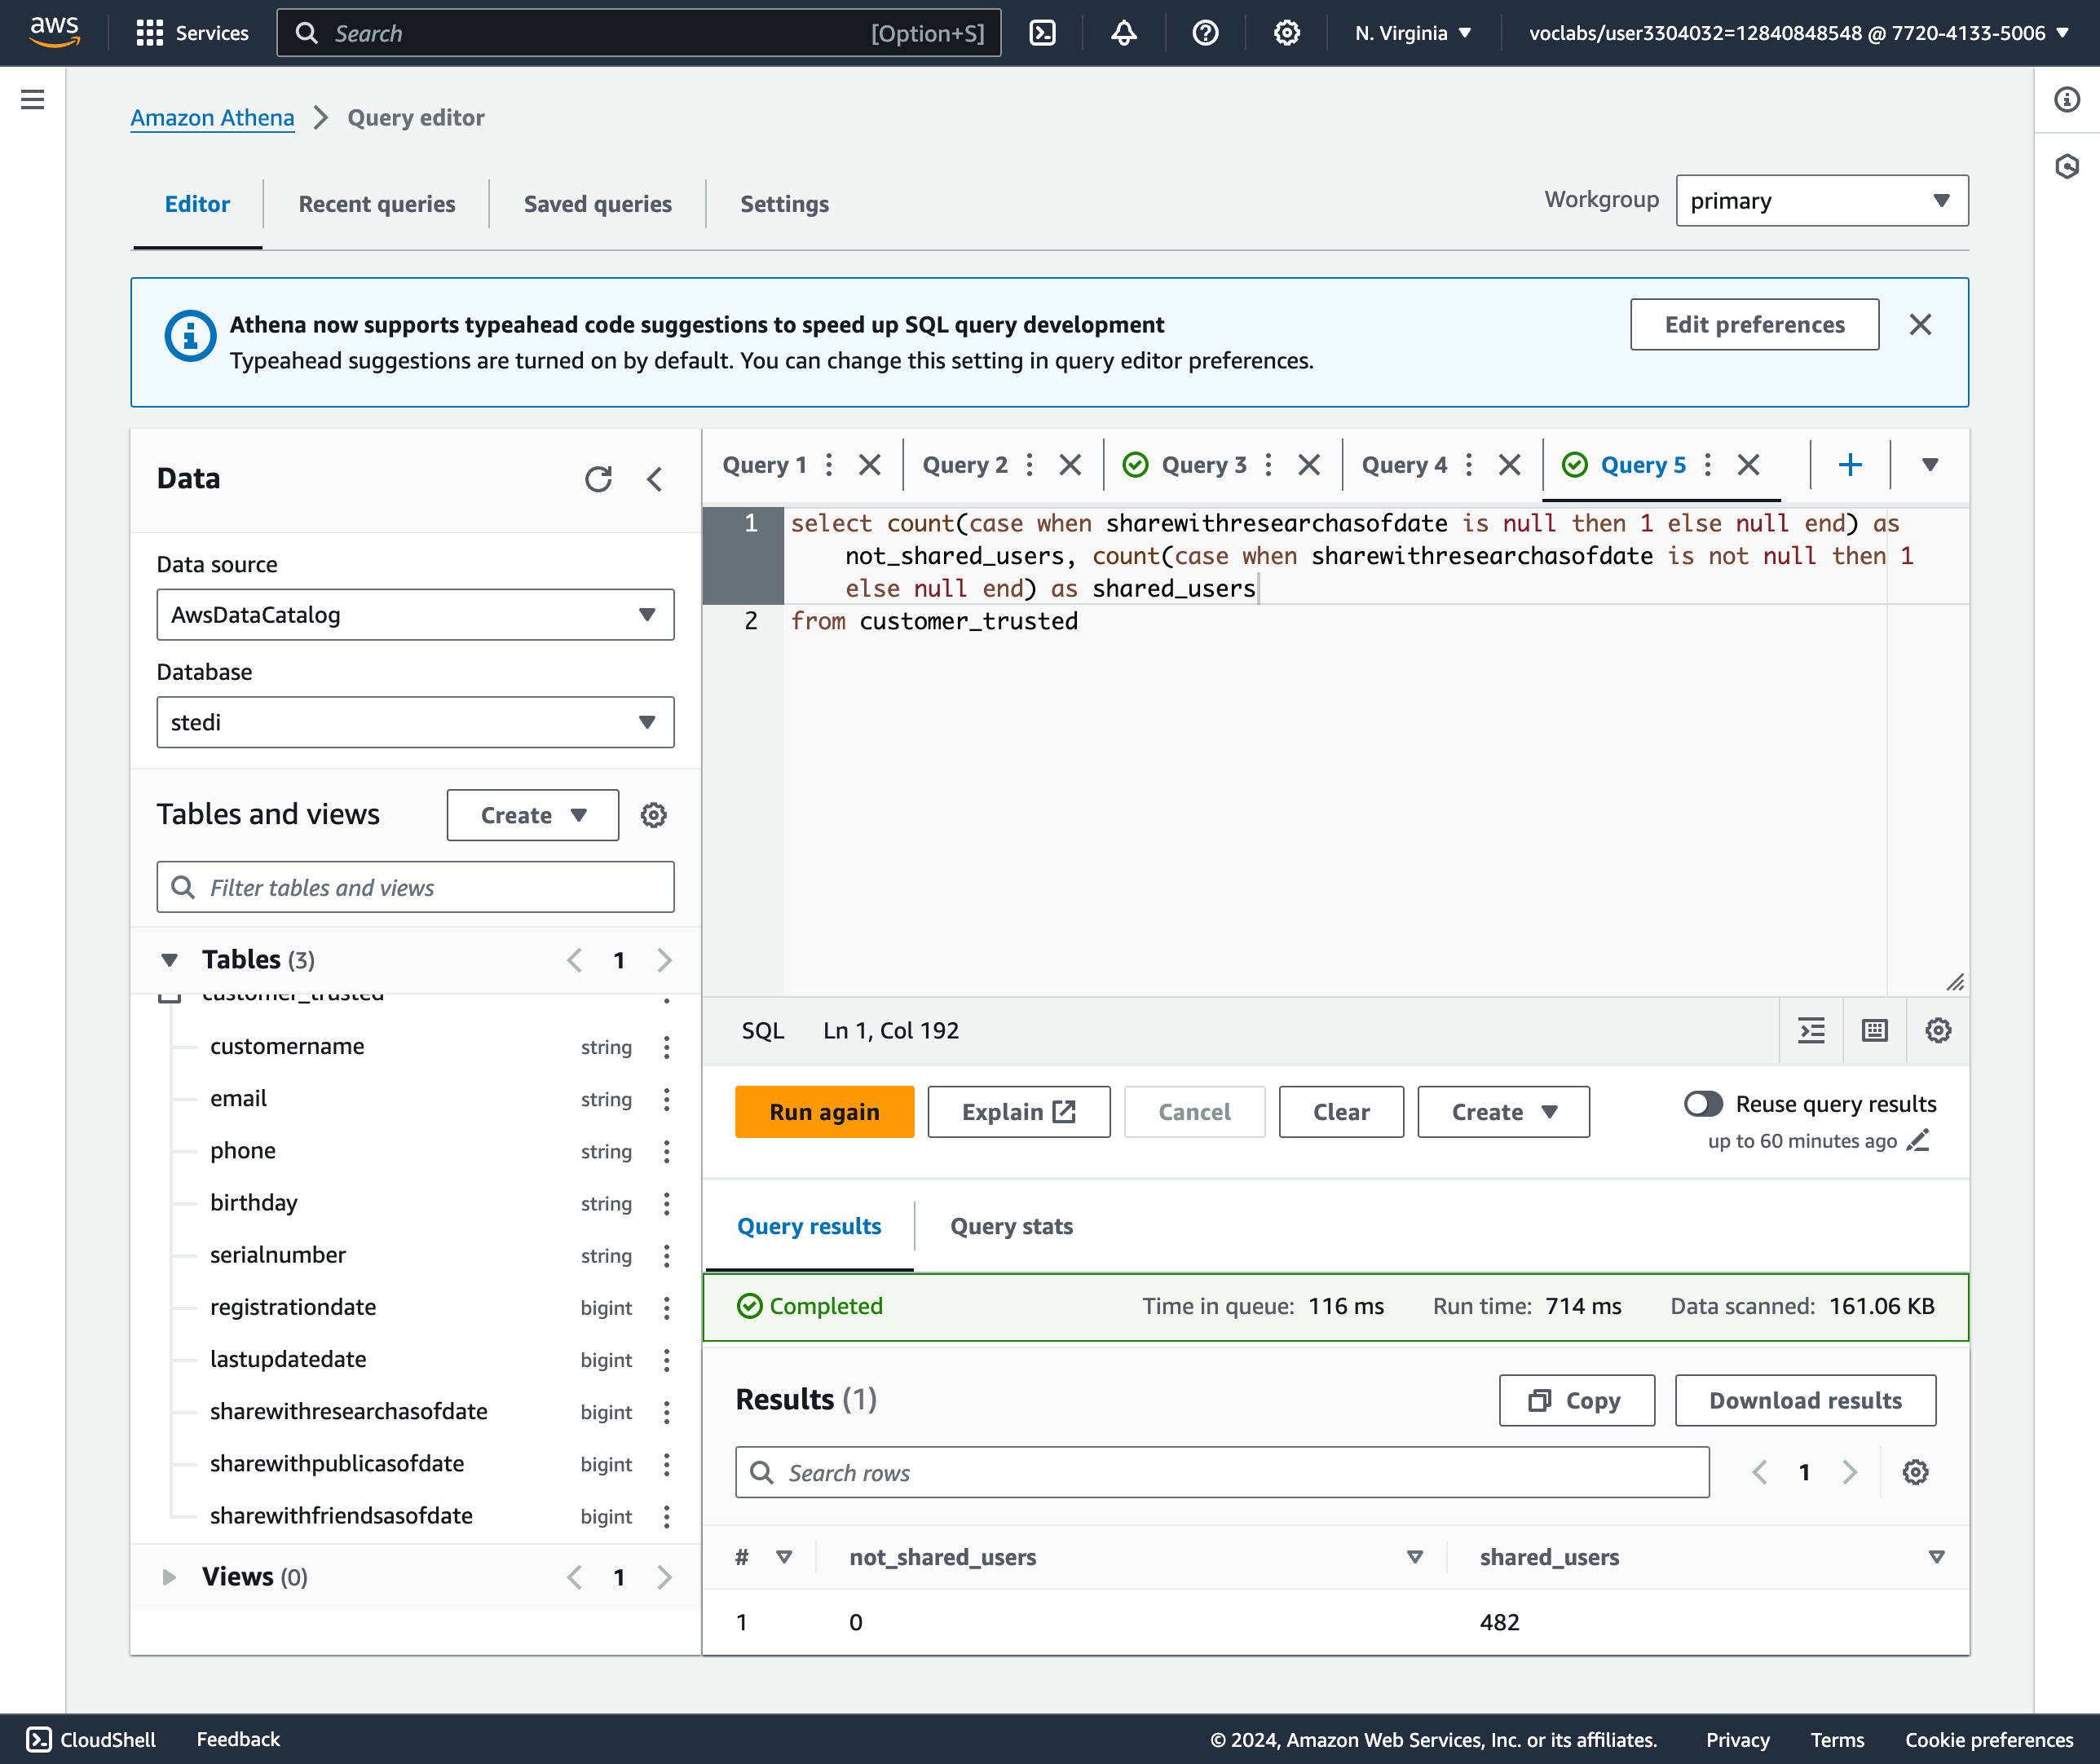 aws
Services
Search [Option+S]
N. Virginia
voclabs/user3304032=12840848548 @ 7720-4133-5006
Amazon Athena
Query editor
Editor
Recent queries
Saved queries
Settings
Workgroup
primary
Athena now supports typeahead code suggestions to speed up SQL query development
Typeahead suggestions are turned on by default. You can change this setting in query editor preferences.
Edit preferences
Data
Data source
AwsDataCatalog
Database
stedi
Tables and views
Create
Filter tables and views
Tables (3)
1
customer_trusted
customername string
email string
phone string
birthday string
serialnumber string
registrationdate bigint
lastupdatedate bigint
sharewithresearchasofdate bigint
sharewithpublicasofdate bigint
sharewithfriendsasofdate bigint
Views (0)
1
Query 1
Query 2
Query 3
Query 4
Query 5
1 select count(case when sharewithresearchasofdate is null then 1 else null end) as
not_shared_users, count(case when sharewithresearchasofdate is not null then 1
else null end) as shared_users
2 from customer_trusted
SQL Ln 1, Col 192
Run again
Explain
Cancel
Clear
Create
Reuse query results
up to 60 minutes ago
Query results
Query stats
Completed
Time in queue: 116 ms
Run time: 714 ms
Data scanned: 161.06 KB
Results (1)
Copy
Download results
Search rows
1
# not_shared_users shared_users
1 0 482
CloudShell
Feedback
© 2024, Amazon Web Services, Inc. or its affiliates.
Privacy
Terms
Cookie preferences